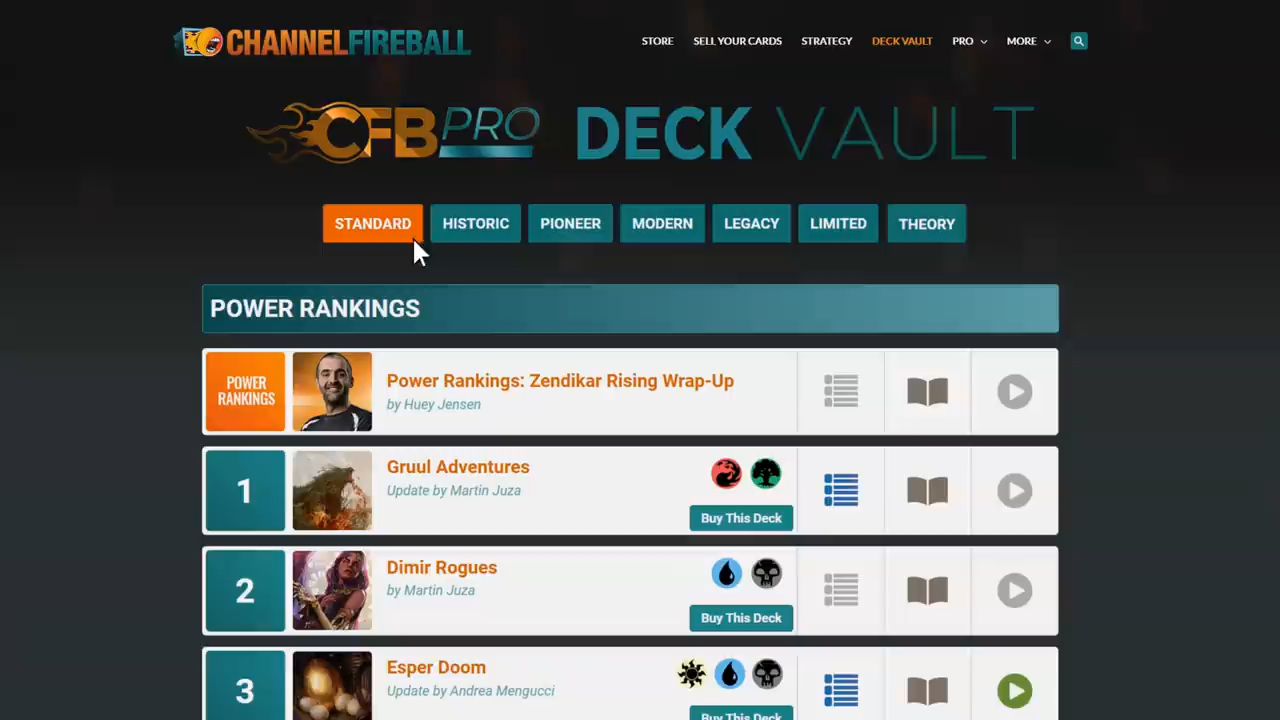 CHANNELFIREBALL
STORE SELL YOUR CARDS STRATEGY DECK VAULT PRO MORE
CFB PRO DECK VAULT
STANDARD HISTORIC PIONEER MODERN LEGACY LIMITED THEORY
POWER RANKINGS
POWER
RANKINGS
Power Rankings: Zendikar Rising Wrap-Up
by Huey Jensen
1
Gruul Adventures
Update by Martin Juza
Buy This Deck
2
Dimir Rogues
by Martin Juza
Buy This Deck
3
Esper Doom
Update by Andrea Mengucci
Buy This Deck